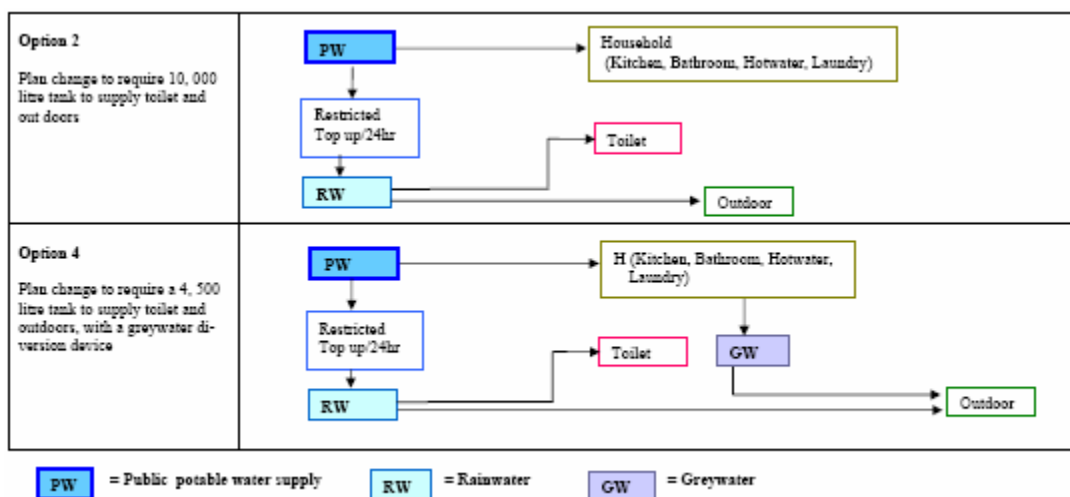 Option 2
Plan change to require 10, 000
litre tank to supply toilet and
out doors
PW
Household
(Kitchen, Bathroom, Hotwater, Laundry)
Restricted
Top up/24hr
Toilet
RW
Outdoor
Option 4
Plan change to require a 4, 500
litre tank to supply toilet and
outdoors, with a greywater di-
version device
PW
H (Kitchen, Bathroom, Hotwater,
Laundry)
Restricted
Top up/24hr
Toilet
GW
RW
Outdoor
PW = Public potable water supply RW = Rainwater GW = Greywater